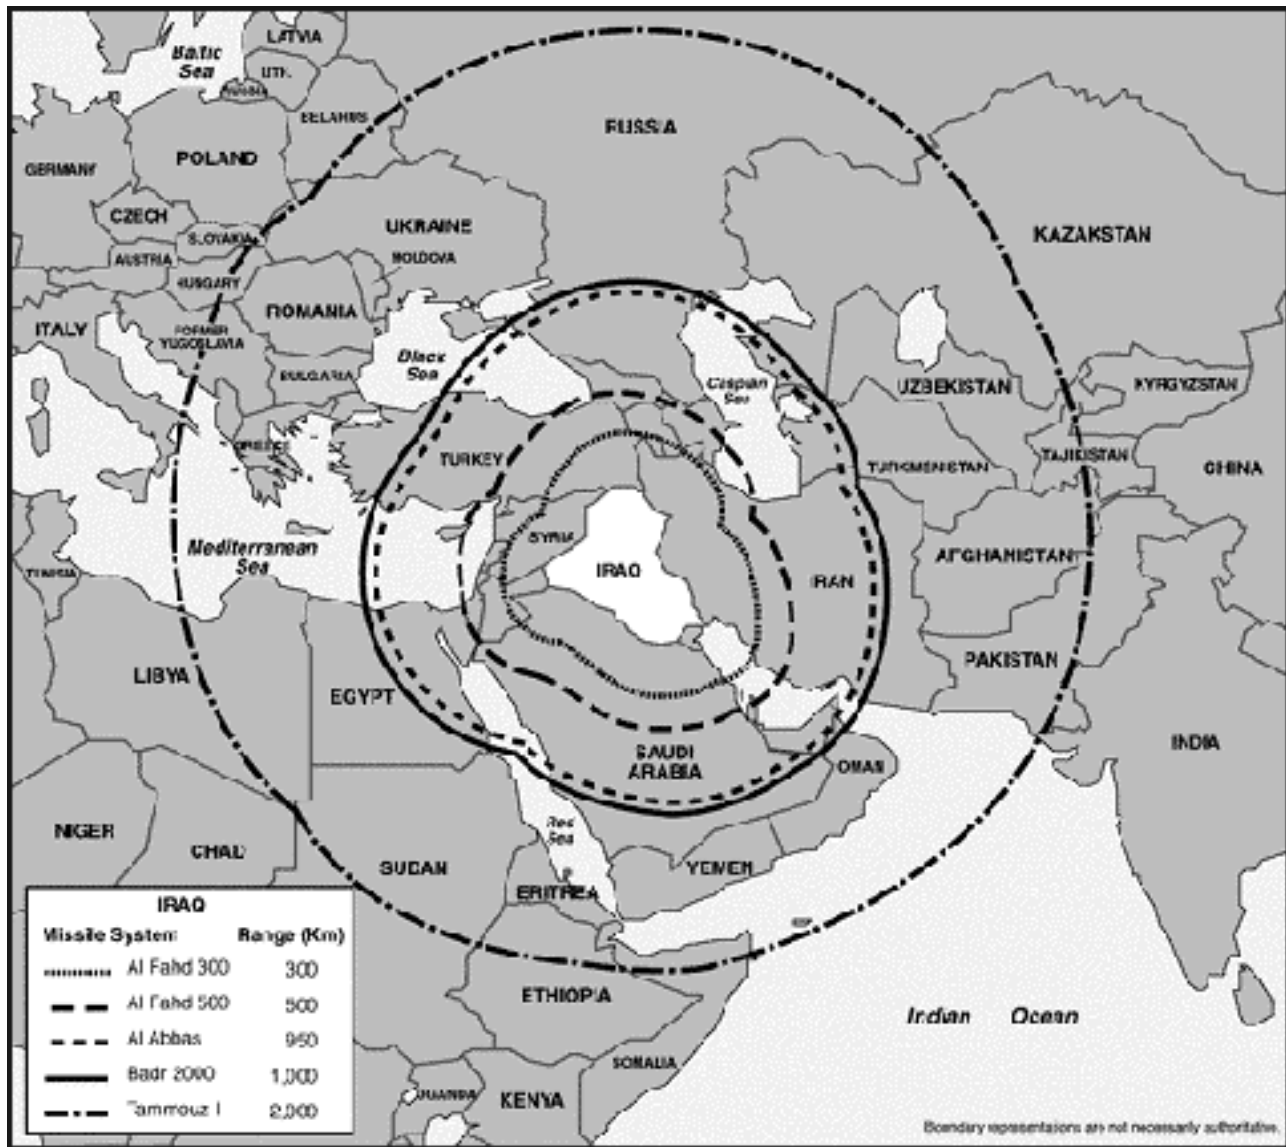 LATVIA
Baltic
Sea
LITH.
RUSSIA
BELARUS
RUSSIA
POLAND
GERMANY
CZECH
SLOVAKIA
UKRAINE
KAZAKSTAN
AUSTRIA
MOLDOVA
HUNGARY
ROMANIA
ITALY
FORMER
YUGOSLAVIA
Black
Sea
BULGARIA
Caspian
Sea
UZBEKISTAN
KYRGYZSTAN
GREECE
TURKEY
TURKMENISTAN
TAJIKISTAN
CHINA
SYRIA
Mediterranean
Sea
AFGHANISTAN
TUNISIA
IRAQ
IRAN
LIBYA
EGYPT
PAKISTAN
INDIA
SAUDI
ARABIA
OMAN
Red
Sea
NIGER
CHAD
SUDAN
YEMEN
ERITREA
ETHIOPIA
Indian Ocean
SOMALIA
UGANDA
KENYA
IRAQ
Missile System Range (Km)
Al Fahd 300 300
Al Fahd 500 500
Al Abbas 950
Badr 2000 1,000
Tammouz I 2,000
Boundary representations are not necessarily authoritative.